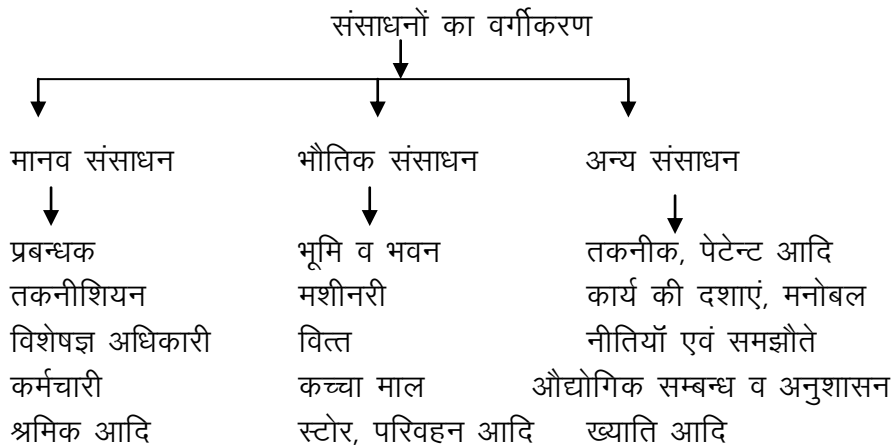 संसाधनों का वर्गीकरण
मानव संसाधन भौतिक संसाधन अन्य संसाधन
प्रबन्धक भूमि व भवन तकनीक, पेटेन्ट आदि
तकनीशियन मशीनरी कार्य की दशाएं, मनोबल
विशेषज्ञ अधिकारी वित्त नीतियॉ एवं समझौते
कर्मचारी कच्चा माल औद्योगिक सम्बन्ध व अनुशासन
श्रमिक आदि स्टोर, परिवहन आदि ख्याति आदि